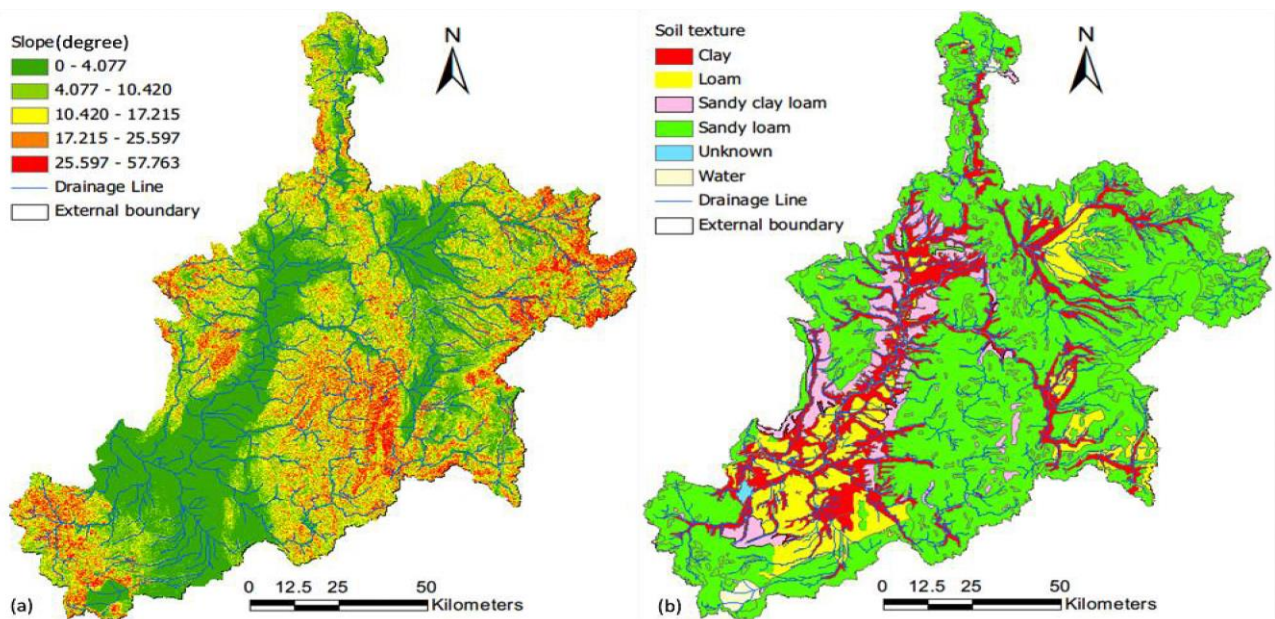 N
Slope(degree)
0 - 4.077
4.077 - 10.420
10.420 - 17.215
17.215 - 25.597
25.597 - 57.763
Drainage Line
External boundary
0 12.5 25 50
Kilometers
(a)
N
Soil texture
Clay
Loam
Sandy clay loam
Sandy loam
Unknown
Water
Drainage Line
External boundary
0 12.5 25 50
Kilometers
(b)